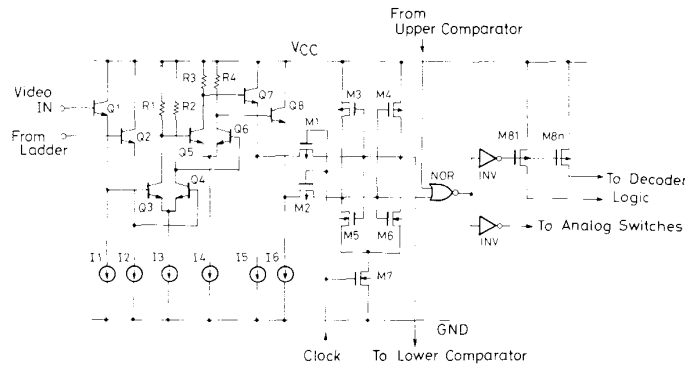 From
Upper Comparator
VCC
Video
IN
From
Ladder
Q1
Q2
R1
R2
R3
R4
Q7
Q8
Q5
Q6
Q3
Q4
M1
M2
M3
M4
M5
M6
M7
NOR
INV
M81
M8n
To Decoder
Logic
INV
To Analog Switches
I1
I2
I3
I4
I5
I6
GND
Clock
To Lower Comparator